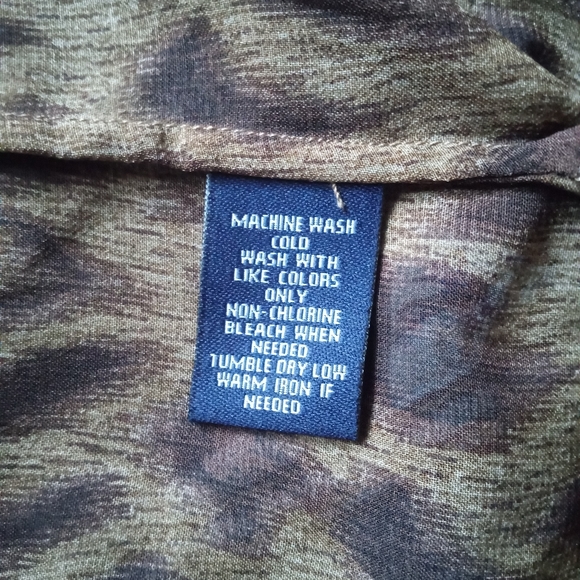 MACHINE WASH
COLD
WASH WITH
LIKE COLORS
ONLY
NON-CHLORINE
BLEACH WHEN
NEEDED
TUMBLE DRY LOW
WARM IRON IF
NEEDED